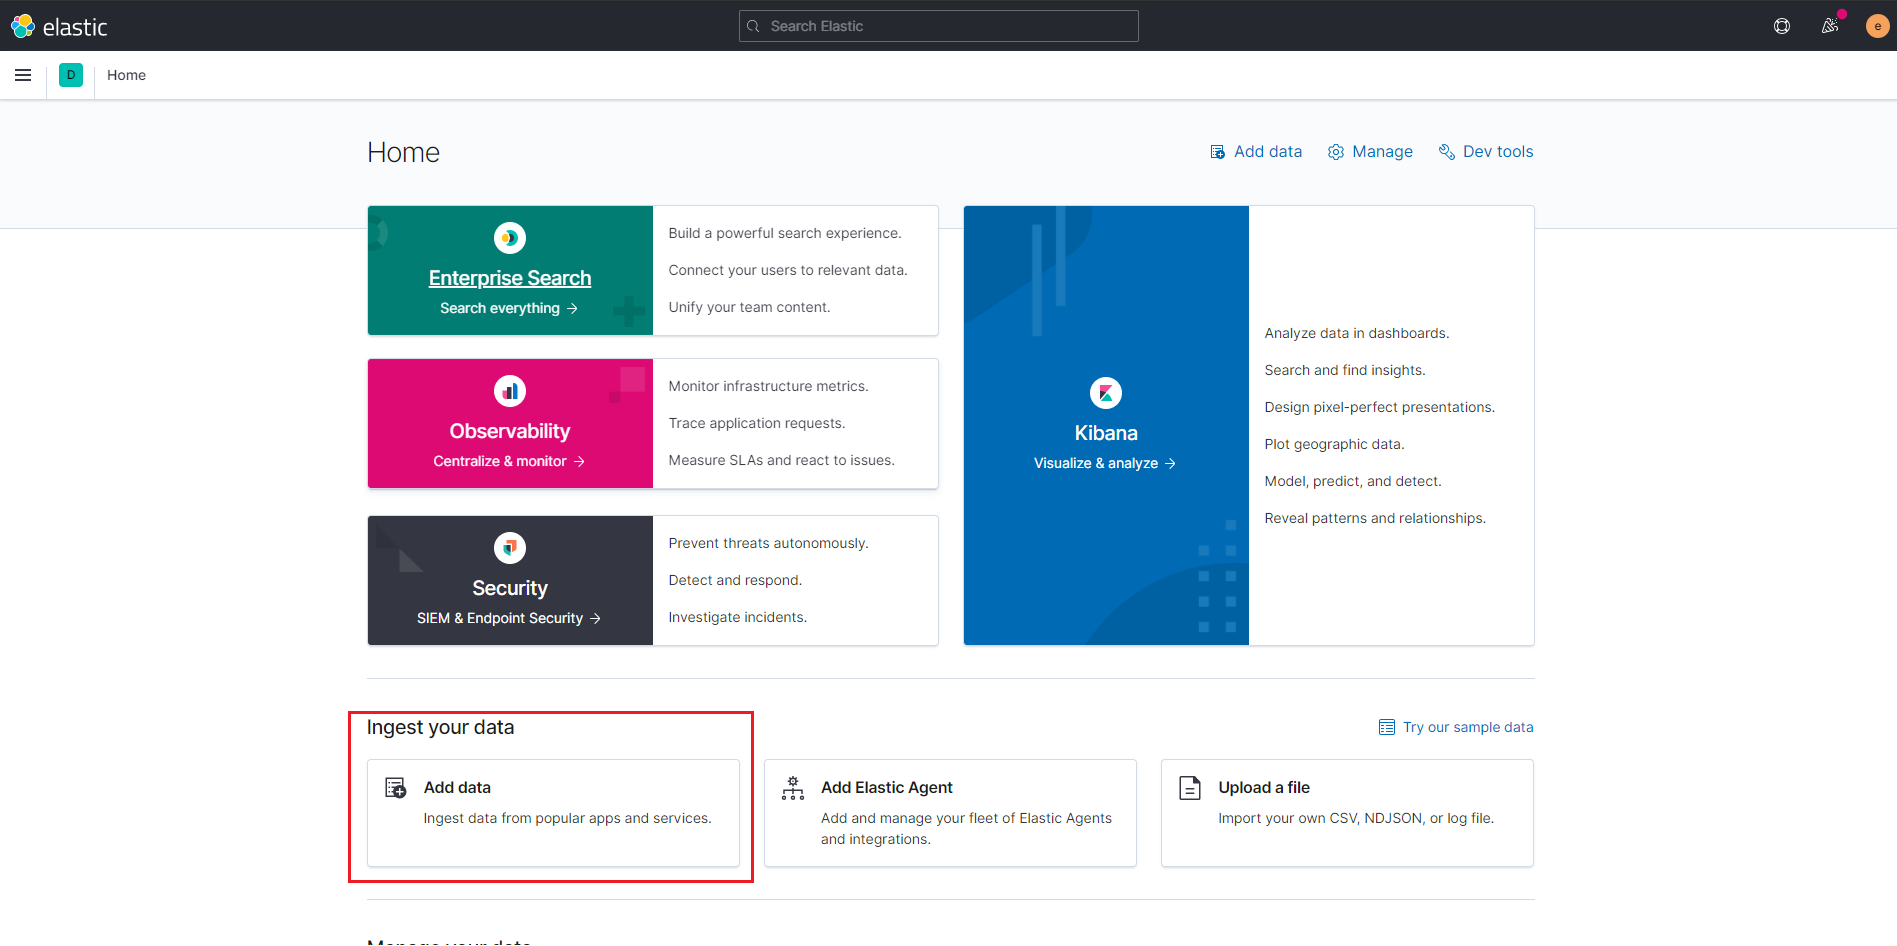 elastic
Search Elastic
e
D
Home
Home
Add data
Manage
Dev tools
Enterprise Search
Search everything →
Build a powerful search experience.
Connect your users to relevant data.
Unify your team content.
Observability
Centralize & monitor →
Monitor infrastructure metrics.
Trace application requests.
Measure SLAs and react to issues.
Security
SIEM & Endpoint Security →
Prevent threats autonomously.
Detect and respond.
Investigate incidents.
Kibana
Visualize & analyze →
Analyze data in dashboards.
Search and find insights.
Design pixel-perfect presentations.
Plot geographic data.
Model, predict, and detect.
Reveal patterns and relationships.
Ingest your data
Try our sample data
Add data
Ingest data from popular apps and services.
Add Elastic Agent
Add and manage your fleet of Elastic Agents
and integrations.
Upload a file
Import your own CSV, NDJSON, or log file.
Manage your data